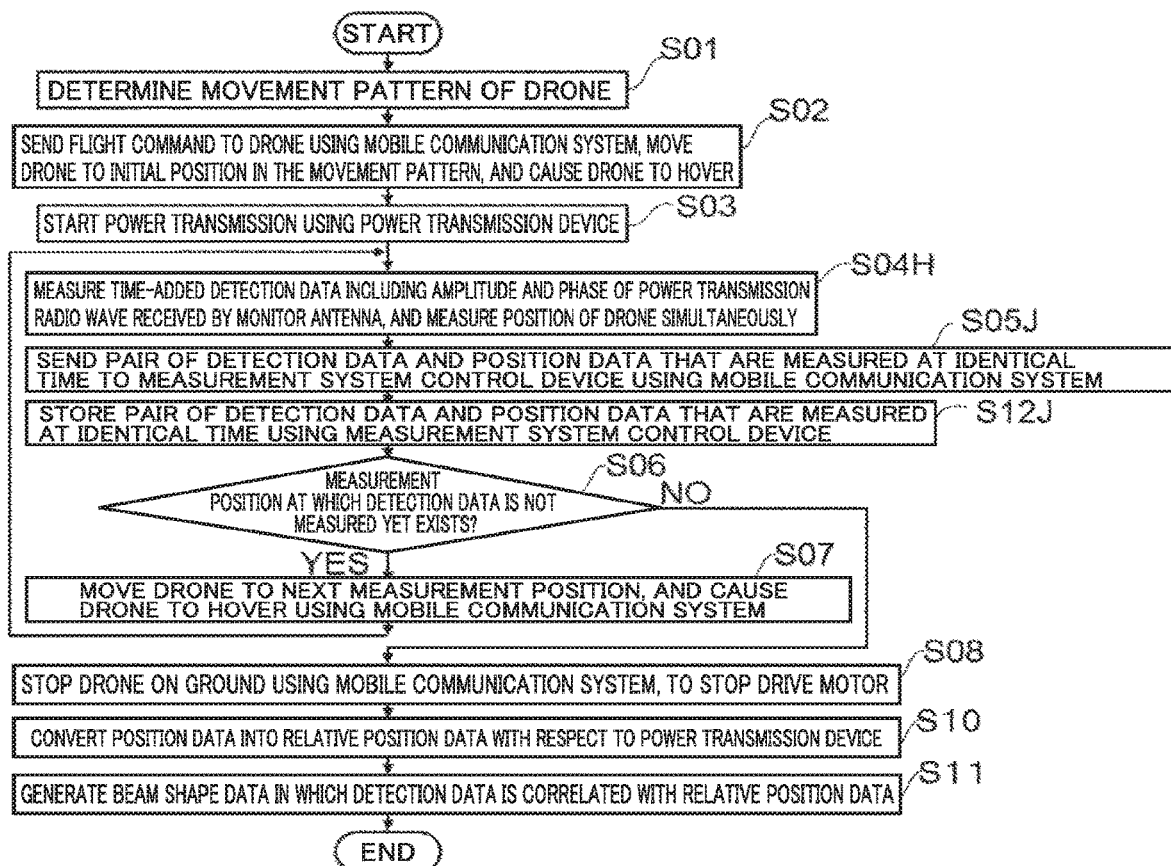 START
S01
DETERMINE MOVEMENT PATTERN OF DRONE
S02
SEND FLIGHT COMMAND TO DRONE USING MOBILE COMMUNICATION SYSTEM, MOVE
DRONE TO INITIAL POSITION IN THE MOVEMENT PATTERN, AND CAUSE DRONE TO HOVER
S03
START POWER TRANSMISSION USING POWER TRANSMISSION DEVICE
S04H
MEASURE TIME-ADDED DETECTION DATA INCLUDING AMPLITUDE AND PHASE OF POWER TRANSMISSION
RADIO WAVE RECEIVED BY MONITOR ANTENNA, AND MEASURE POSITION OF DRONE SIMULTANEOUSLY
S05J
SEND PAIR OF DETECTION DATA AND POSITION DATA THAT ARE MEASURED AT IDENTICAL
TIME TO MEASUREMENT SYSTEM CONTROL DEVICE USING MOBILE COMMUNICATION SYSTEM
S12J
STORE PAIR OF DETECTION DATA AND POSITION DATA THAT ARE MEASURED
AT IDENTICAL TIME USING MEASUREMENT SYSTEM CONTROL DEVICE
S06
MEASUREMENT
POSITION AT WHICH DETECTION DATA IS NOT
MEASURED YET EXISTS?
NO
YES
S07
MOVE DRONE TO NEXT MEASUREMENT POSITION, AND CAUSE
DRONE TO HOVER USING MOBILE COMMUNICATION SYSTEM
S08
STOP DRONE ON GROUND USING MOBILE COMMUNICATION SYSTEM, TO STOP DRIVE MOTOR
S10
CONVERT POSITION DATA INTO RELATIVE POSITION DATA WITH RESPECT TO POWER TRANSMISSION DEVICE
S11
GENERATE BEAM SHAPE DATA IN WHICH DETECTION DATA IS CORRELATED WITH RELATIVE POSITION DATA
END